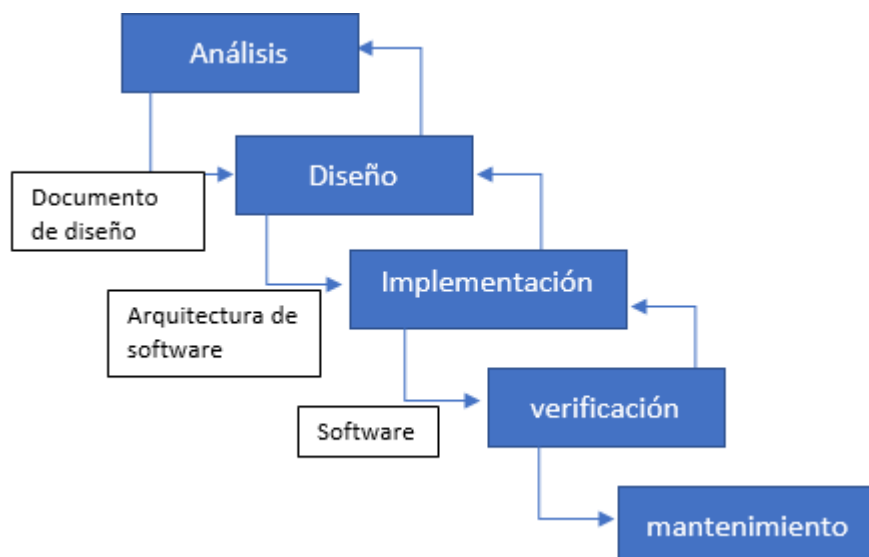 Análisis
Diseño
Documento
de diseño
Implementación
Arquitectura de
software
verificación
Software
mantenimiento